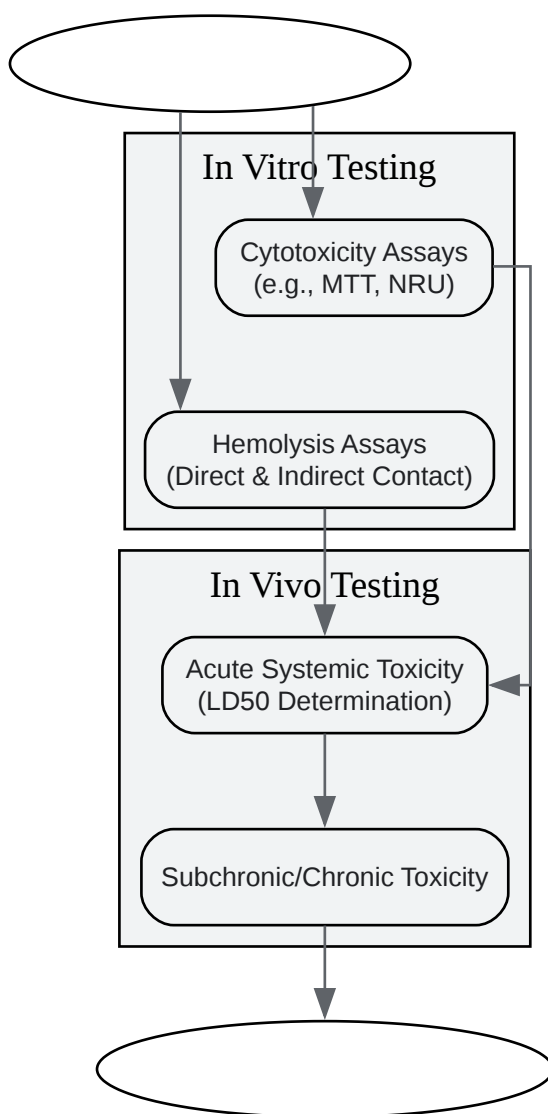 In Vitro Testing
Cytotoxicity Assays
(e.g., MTT, NRU)
Hemolysis Assays
(Direct & Indirect Contact)
In Vivo Testing
Acute Systemic Toxicity
(LD50 Determination)
Subchronic/Chronic Toxicity